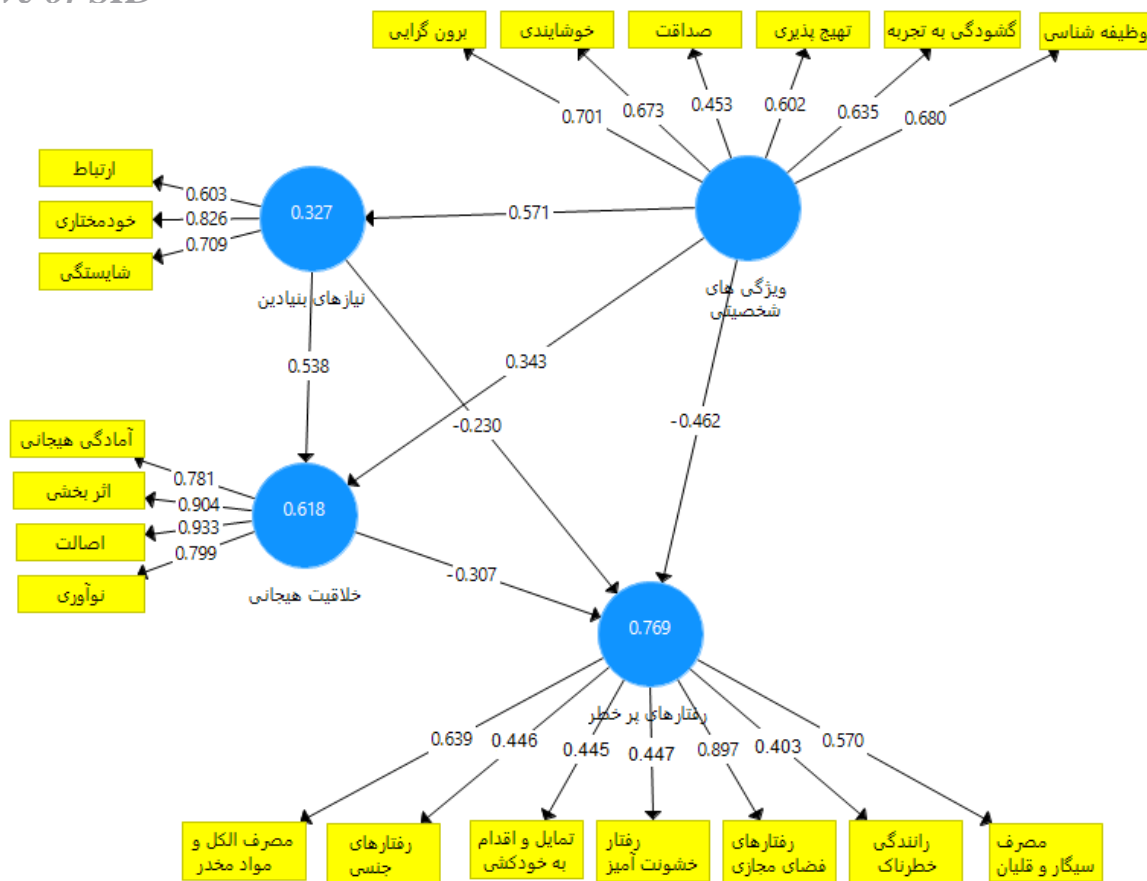 برون گرایی
خوشایندی
صداقت
تهیج پذیری
گشودگی به تجربه
وظیفه شناسی
0.701
0.673
0.453
0.602
0.635
0.680
ارتباط
خودمختاری
شایستگی
0.603
0.826
0.709
0.327
نیازهای بنیادین
0.571
ویژگی های
شخصیتی
0.538
0.343
-0.230
-0.462
آمادگی هیجانی
اثر بخشی
اصالت
نوآوری
0.781
0.904
0.933
0.799
0.618
خلاقیت هیجانی
-0.307
0.769
رفتارهای پر خطر
0.639
0.446
0.445
0.447
0.897
0.403
0.570
مصرف الکل و
مواد مخدر
رفتارهای
جنسی
تمایل و اقدام
به خودکشی
رفتار
خشونت آمیز
رفتارهای
فضای مجازی
رانندگی
خطرناک
مصرف
سیگار و قلیان